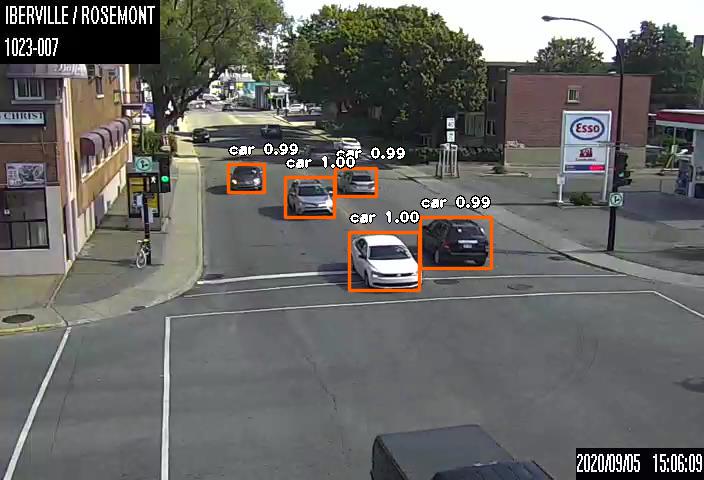 IBERVILLE / ROSEMONT
1023-007
CHRIST
Esso
car 0.99
car 1.00
car 0.99
car 1.00
car 0.99
2020/09/05 15:06:09